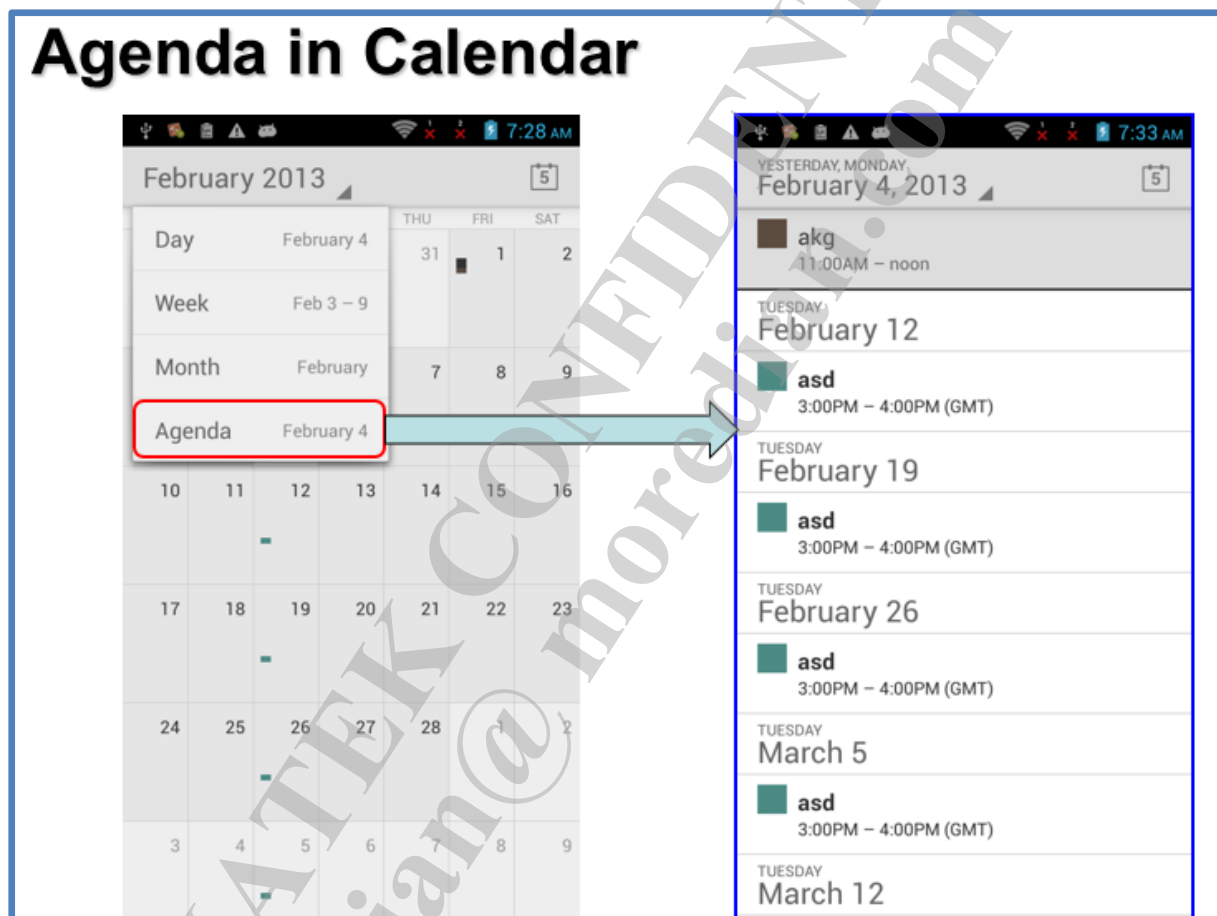 Agenda in Calendar
7:28 AM
February 2013
5
THU FRI SAT
Day February 4
Week Feb 3 – 9
Month February
Agenda February 4
31 1 2
7 8 9
10 11 12 13 14 15 16
17 18 19 20 21 22 23
24 25 26 27 28 1 2
3 4 5 6 7 8 9
7:33 AM
YESTERDAY, MONDAY
February 4, 2013
5
akg
11:00AM – noon
TUESDAY
February 12
asd
3:00PM – 4:00PM (GMT)
TUESDAY
February 19
asd
3:00PM – 4:00PM (GMT)
TUESDAY
February 26
asd
3:00PM – 4:00PM (GMT)
TUESDAY
March 5
asd
3:00PM – 4:00PM (GMT)
TUESDAY
March 12